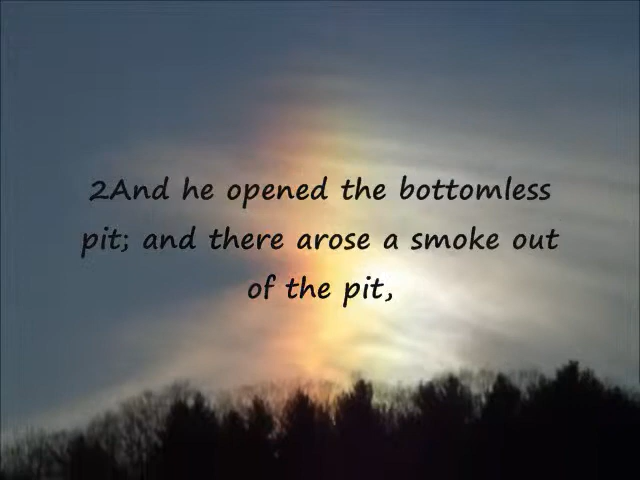 2And he opened the bottomless
pit; and there arose a smoke out
of the pit,